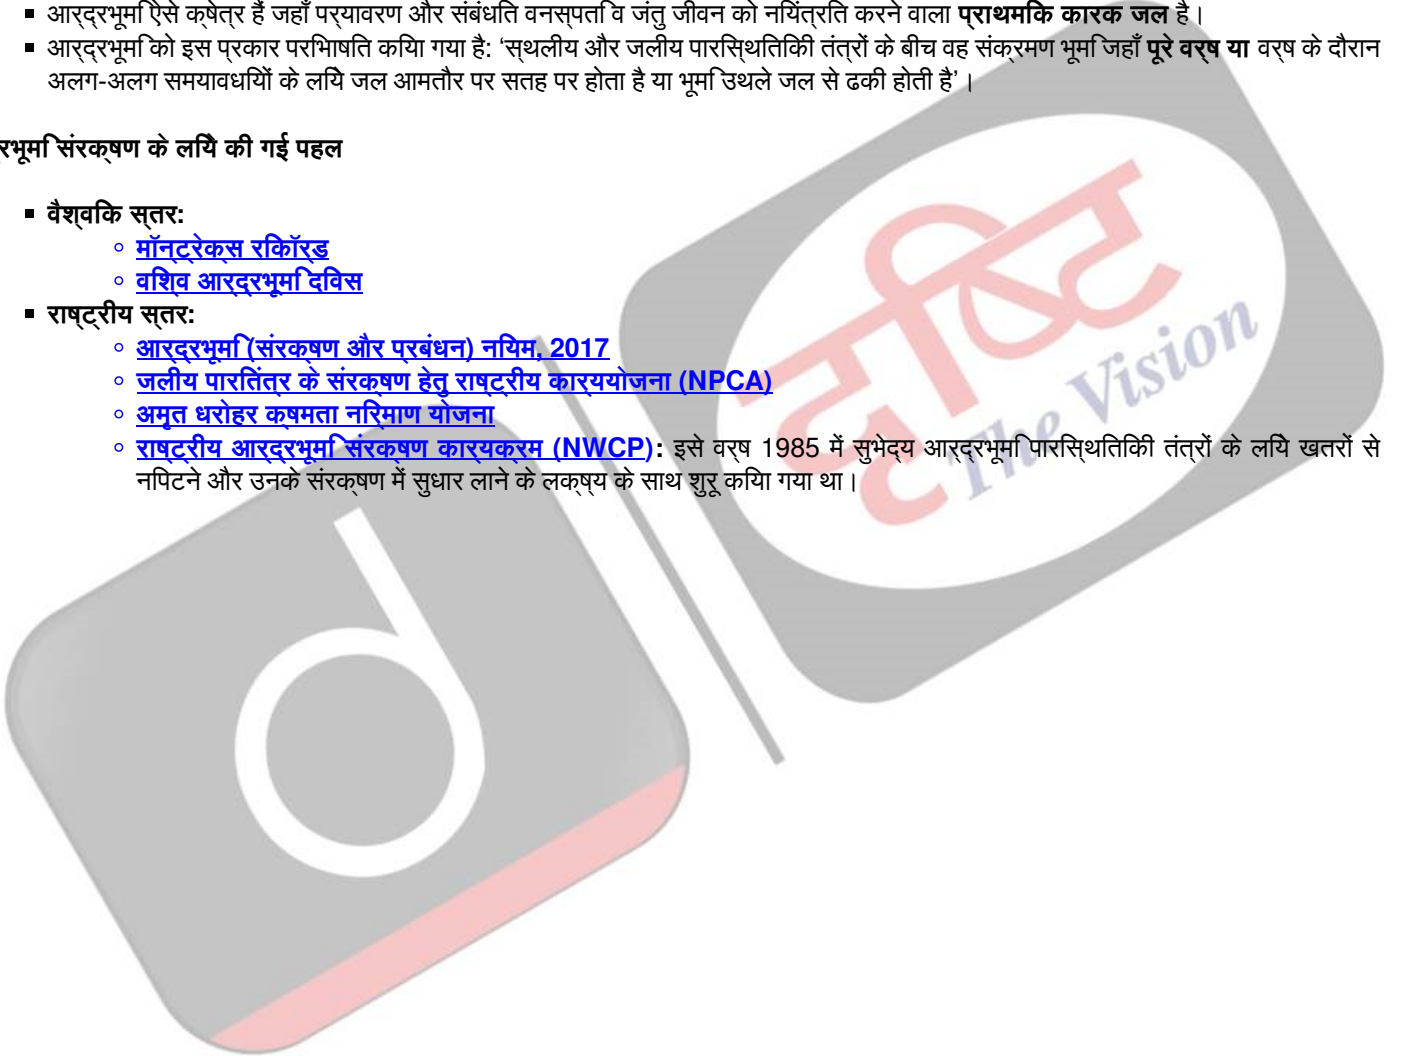 ▪ आर्द्रभूमि ऐसे क्षेत्र हैं जहाँ पर्यावरण और संबंधित वनस्पति व जंतु जीवन को नियंत्रित करने वाला प्राथमिक कारक जल है।
▪ आर्द्रभूमि को इस प्रकार परिभाषित किया गया है: ‘स्थलीय और जलीय पारिस्थितिकी तंत्रों के बीच वह संक्रमण भूमि जहाँ पूरे वर्ष या वर्ष के दौरान
अलग-अलग समयावधियों के लिये जल आमतौर पर सतह पर होता है या भूमि उथले जल से ढकी होती है’।
द्रभूमि संरक्षण के लिये की गई पहल
▪ वैश्विक स्तर:
○ मॉन्ट्रेक्स रिकॉर्ड
○ विश्व आर्द्रभूमि दिवस
▪ राष्ट्रीय स्तर:
○ आर्द्रभूमि (संरक्षण और प्रबंधन) नियम, 2017
○ जलीय पारितंत्र के संरक्षण हेतु राष्ट्रीय कार्ययोजना (NPCA)
○ अमृत धरोहर क्षमता निर्माण योजना
○ राष्ट्रीय आर्द्रभूमि संरक्षण कार्यक्रम (NWCP): इसे वर्ष 1985 में सुभेद्य आर्द्रभूमि पारिस्थितिकी तंत्रों के लिये खतरों से
निपटने और उनके संरक्षण में सुधार लाने के लक्ष्य के साथ शुरू किया गया था।
दृष्टि
The Vision
d